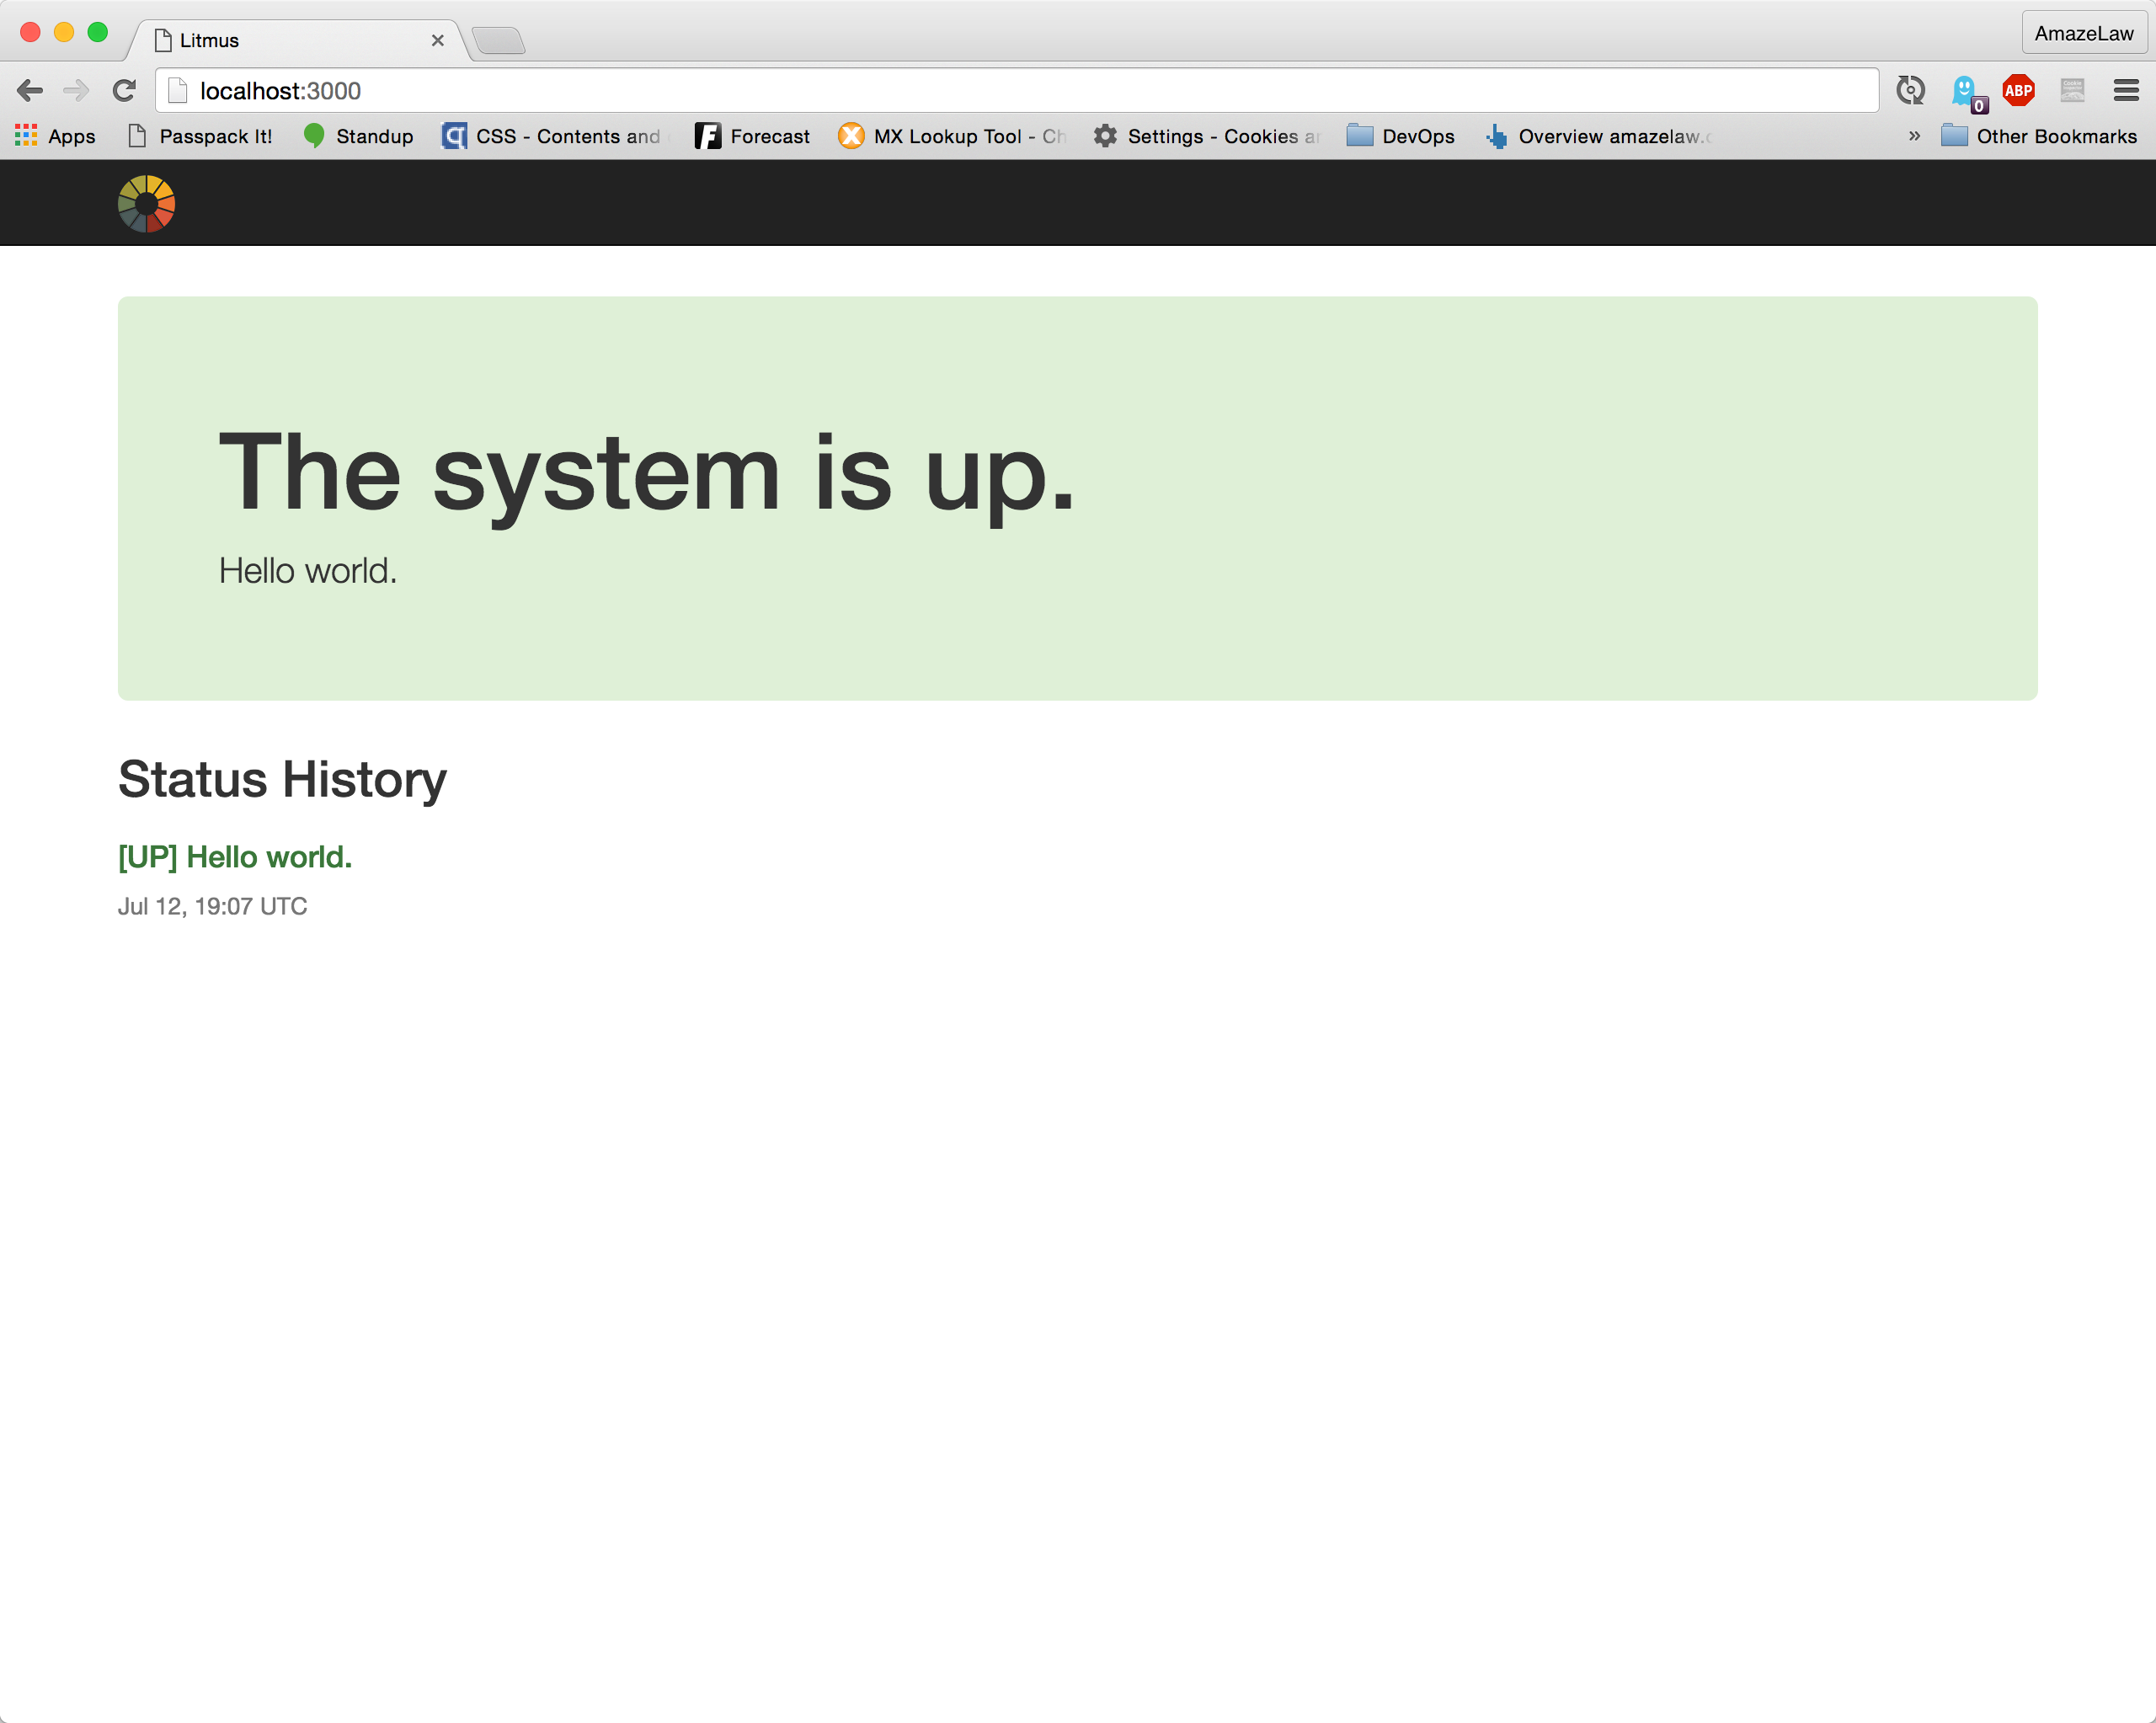 Litmus
AmazeLaw
localhost:3000
0
ABP
Apps
Passpack It!
Standup
CSS - Contents and
Forecast
MX Lookup Tool - Ch
Settings - Cookies ar
DevOps
Overview amazelaw.c
»
Other Bookmarks
The system is up.
Hello world.
Status History
[UP] Hello world.
Jul 12, 19:07 UTC